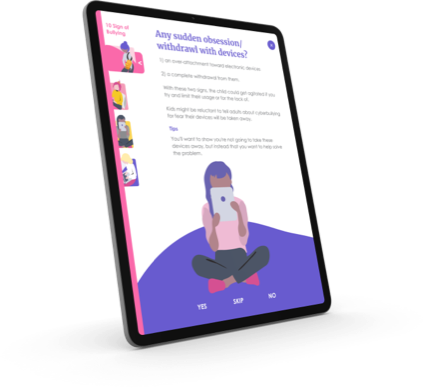 10 Sign of
Bullying.
Any sudden obsession/
withdrawl with devices?
1) an over-attachment toward electronic devices
2) a complete withdrawal from them.
With these two signs, the child could get agitated if you
try and limit their usage or for the lack of.
Kids might be reluctant to tell adults about cyberbullying
for fear their devices will be taken away.
Tips
You'll want to show you're not going to take these
devices away, but instead that you want to help solve
the problem.
YES
SKIP
NO